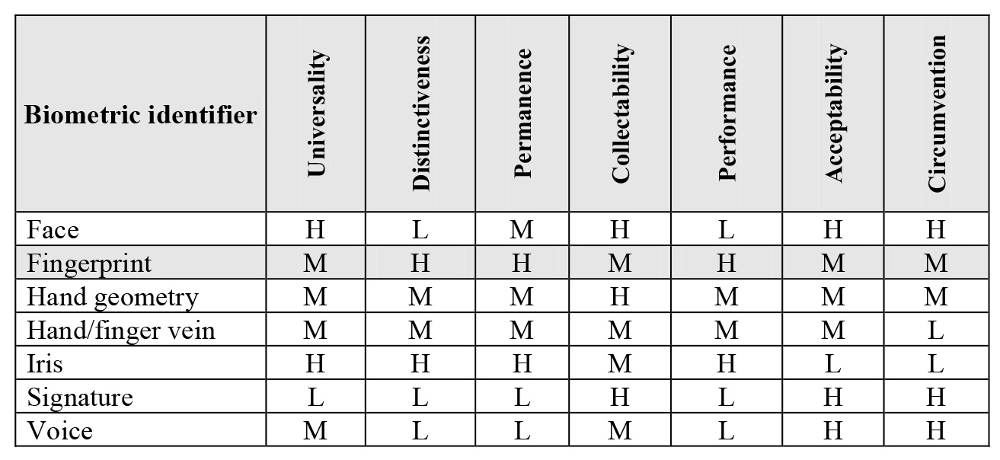 Biometric identifier Universality Distinctiveness Permanence Collectability Performance Acceptability Circumvention
Face H L M H L H H
Fingerprint M H H M H M M
Hand geometry M M M H M M M
Hand/finger vein M M M M M M L
Iris H H H M H L L
Signature L L L H L H H
Voice M L L M L H H